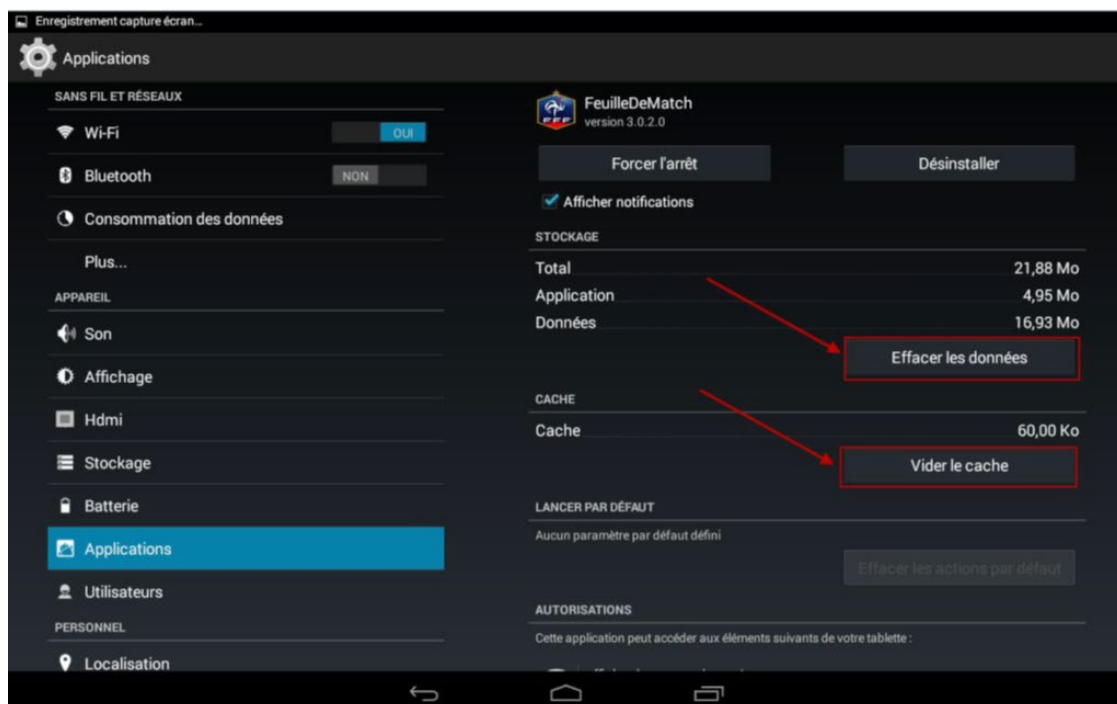 Enregistrement capture écran...
Applications
SANS FIL ET RÉSEAUX
Wi-Fi
OUI
Bluetooth
NON
Consommation des données
Plus...
APPAREIL
Son
Affichage
Hdmi
Stockage
Batterie
Applications
Utilisateurs
PERSONNEL
Localisation
FeuilleDeMatch
version 3.0.2.0
Forcer l'arrêt
Désinstaller
Afficher notifications
STOCKAGE
Total 21,88 Mo
Application 4,95 Mo
Données 16,93 Mo
Effacer les données
CACHE
Cache 60,00 Ko
Vider le cache
LANCER PAR DÉFAUT
Aucun paramètre par défaut défini
Effacer les actions par défaut
AUTORISATIONS
Cette application peut accéder aux éléments suivants de votre tablette :